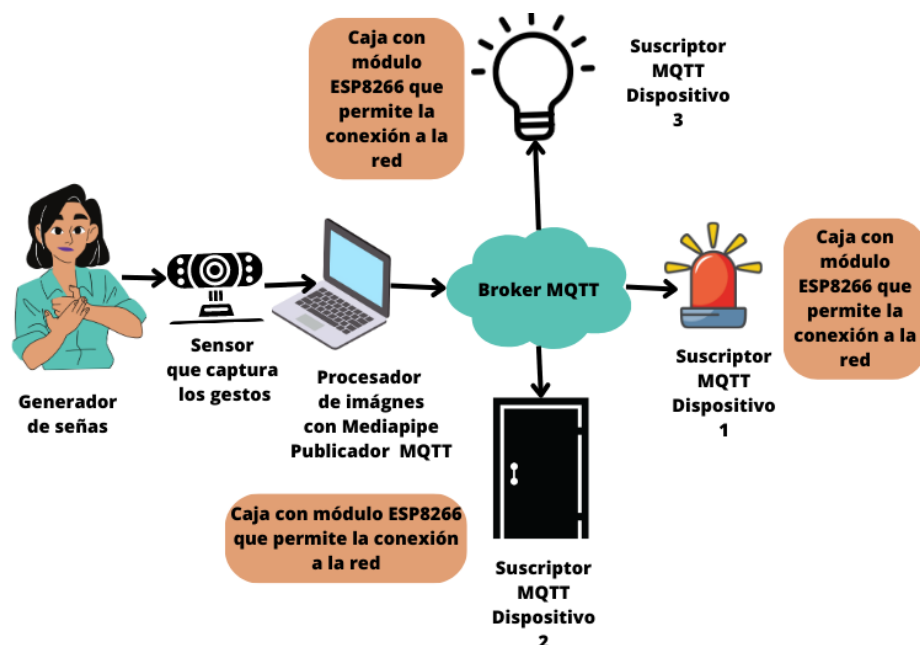 Caja con
módulo
ESP8266 que
permite la
conexión a la
red
Suscriptor
MQTT
Dispositivo
3
Generador
de señas
Sensor
que captura
los gestos
Procesador
de imágnes
con Mediapipe
Publicador MQTT
Broker MQTT
Suscriptor
MQTT
Dispositivo
1
Caja con
módulo
ESP8266 que
permite la
conexión a la
red
Caja con módulo ESP8266
que permite la conexión
a la red
Suscriptor
MQTT
Dispositivo
2